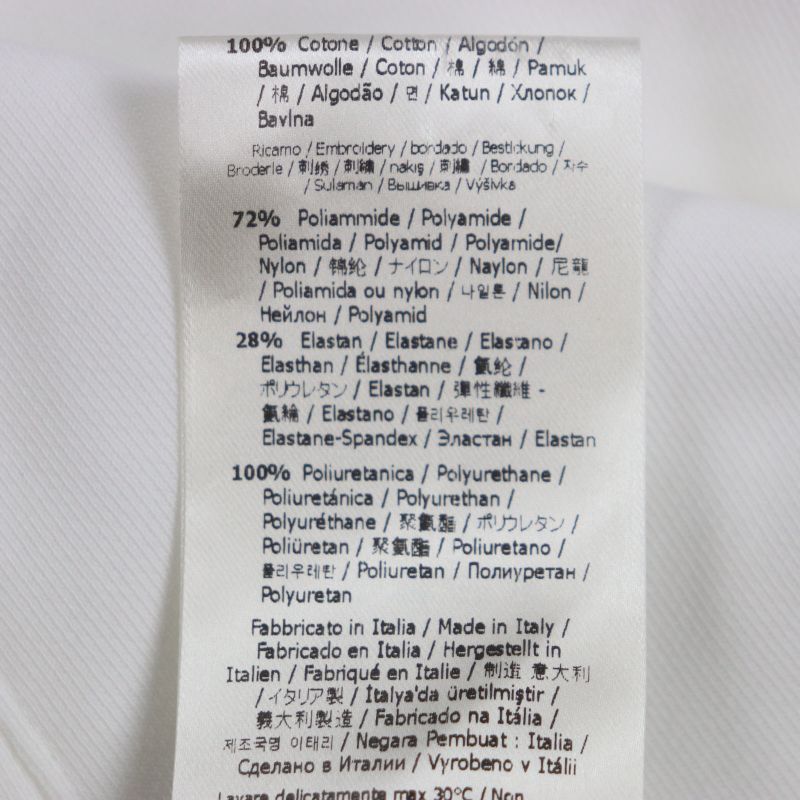 100% Cotone / Cotton / Algodón /
Baumwolle / Coton / 棉 / 綿 / Pamuk
/ 棉 / Algodão / 면 / Katun / Хлопок /
Bavlna
Ricamo / Embroidery / bordado / Bestickung /
Broderie / 刺绣 / 刺繍 / nakış / 刺繡 / Bordado / 자수
/ Sulaman / Вышивка / Výšivka
72% Poliammide / Polyamide /
Poliamida / Polyamid / Polyamide/
Nylon / 锦纶 / ナイロン / Naylon / 尼龍
/ Poliamida ou nylon / 나일론 / Nilon /
Нейлон / Polyamid
28% Elastan / Elastane / Elastano /
Elasthan / Élasthanne / 氨纶 /
ポリウレタン / Elastan / 彈性纖維 -
氨綸 / Elastano / 폴리우레탄 /
Elastane-Spandex / Эластан / Elastan
100% Poliuretanica / Polyurethane /
Poliuretánica / Polyurethan /
Polyuréthane / 聚氨酯 / ポリウレタン /
Poliüretan / 聚氨酯 / Poliuretano /
폴리우레탄 / Poliuretan / Полиуретан /
Polyuretan
Fabbricato in Italia / Made in Italy /
Fabricado en Italia / Hergestellt in
Italien / Fabriqué en Italie / 制造 意大利
/ イタリア製 / İtalya'da üretilmiştir /
義大利製造 / Fabricado na Itália /
제조국명 이태리 / Negara Pembuat : Italia /
Сделано в Италии / Vyrobeno v Itálii
Lavare delicatamente max 30°C / Non